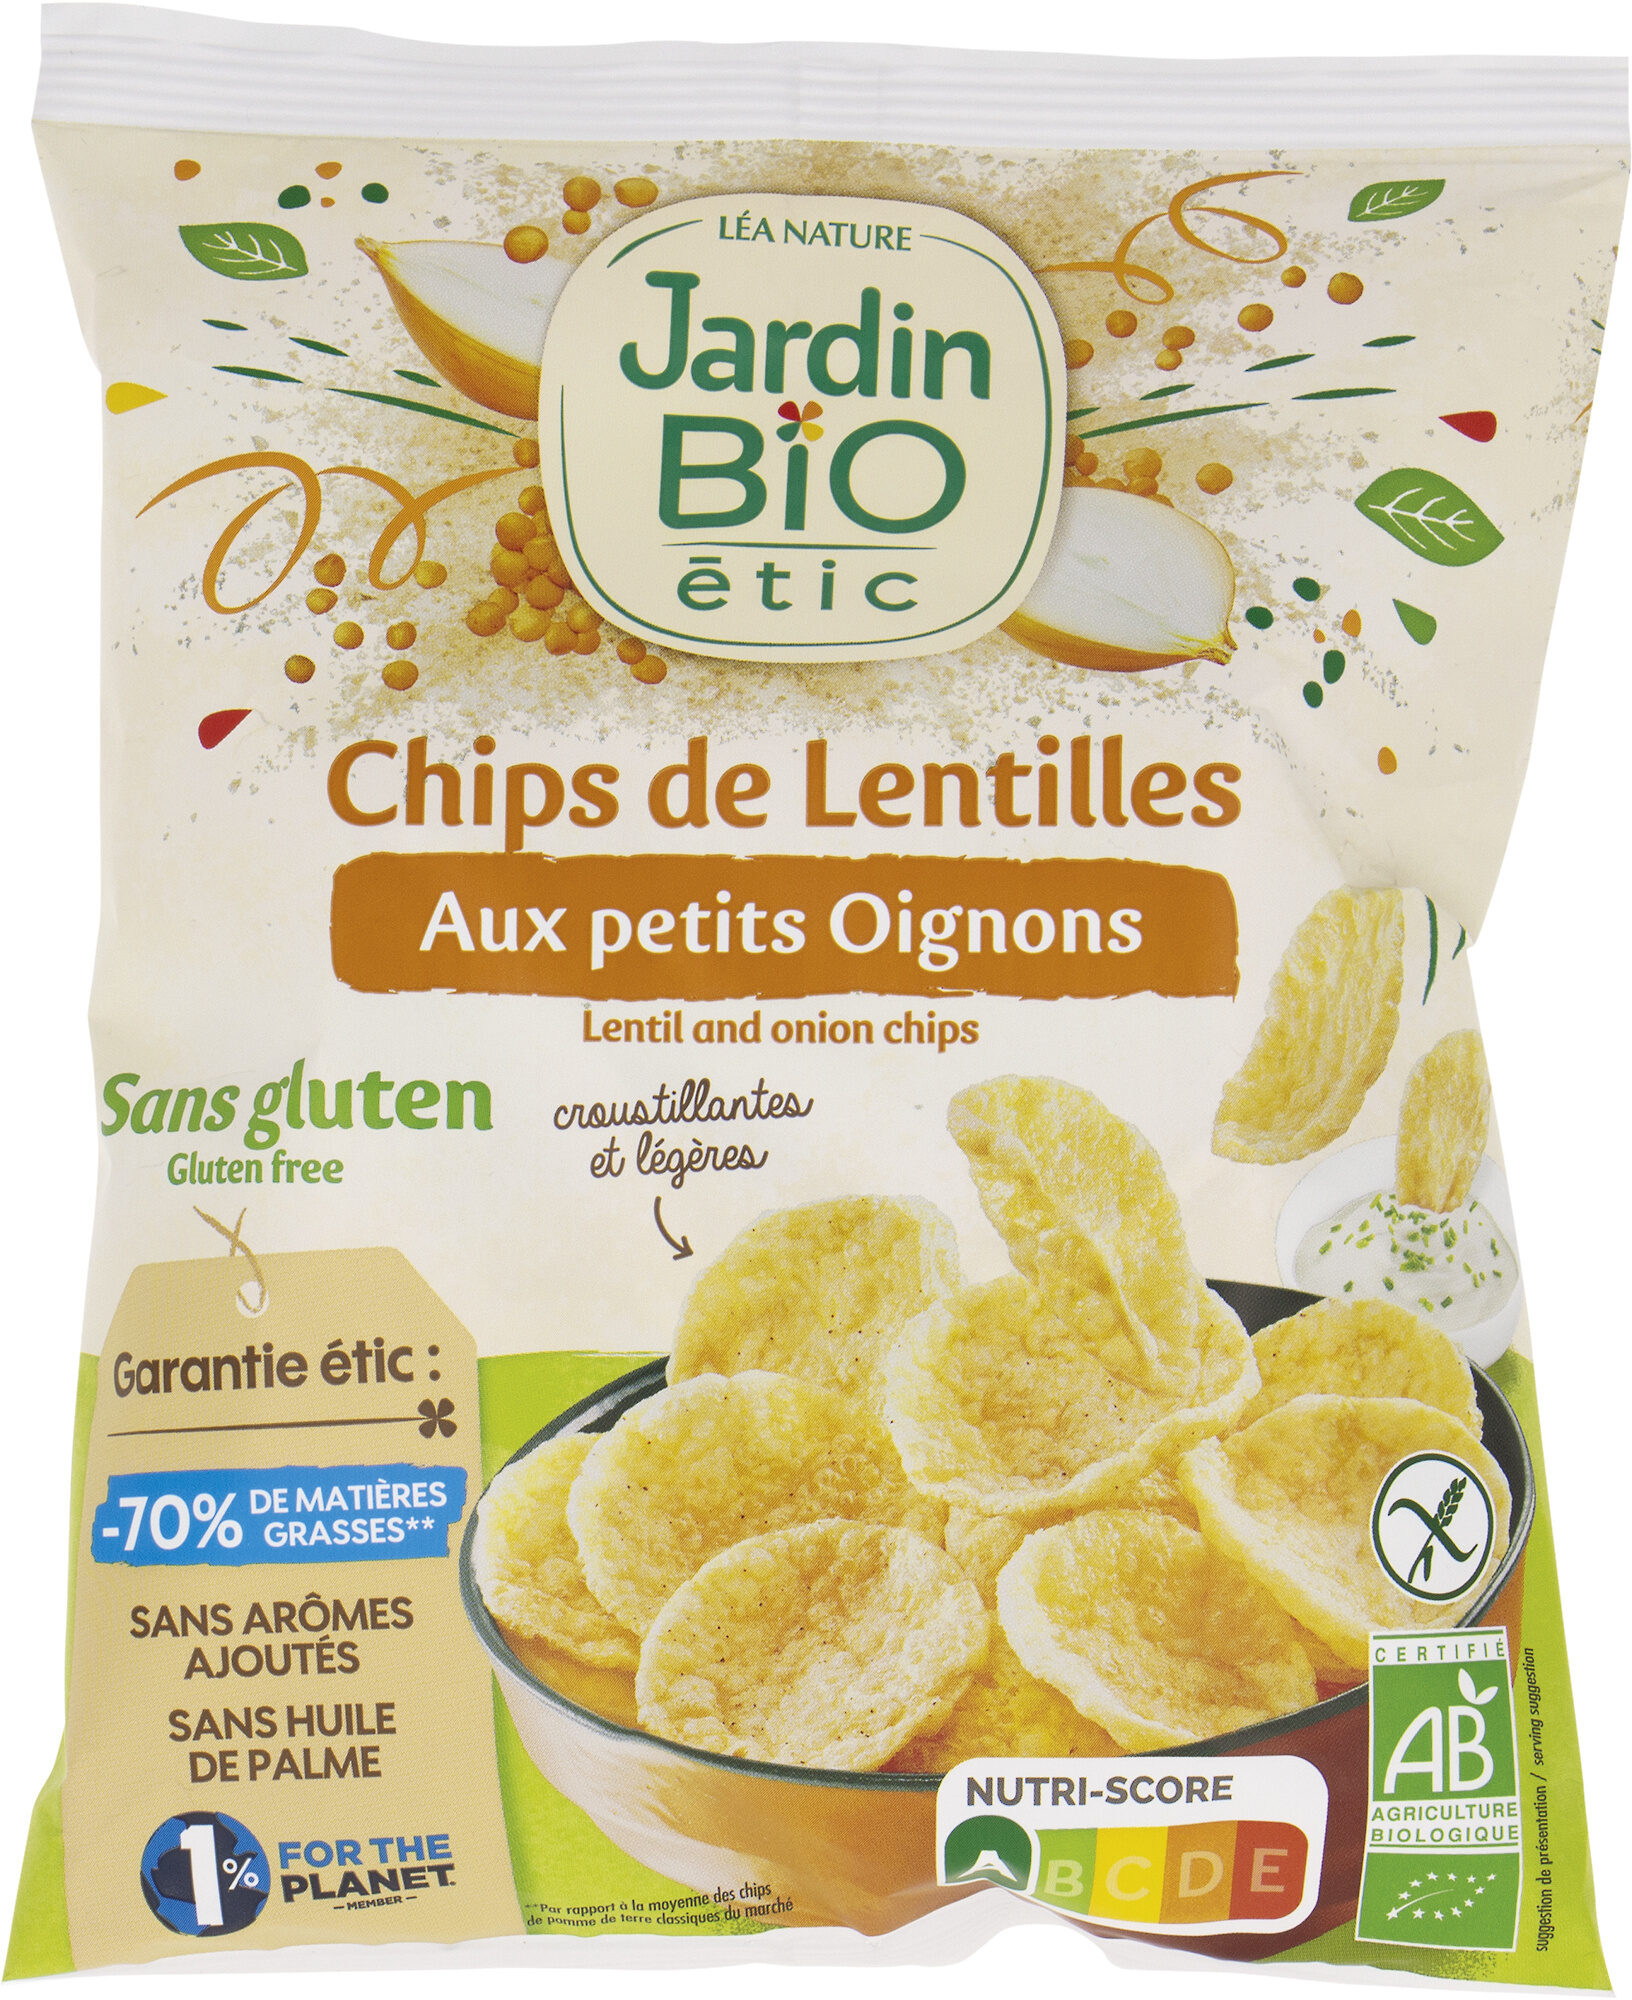 LÉA NATURE
Jardin
BiO
ētic
Chips de Lentilles
Aux petits Oignons
Lentil and onion chips
Sans gluten
Gluten free
croustillantes
et légères
Garantie étic :
-70% DE MATIÈRES
GRASSES**
SANS ARÔMES
AJOUTÉS
SANS HUILE
DE PALME
1% FOR THE
PLANET.
MEMBER
**Par rapport à la moyenne des chips
de pomme de terre classiques du marché
NUTRI-SCORE
A B C D E
CERTIFIÉ
AB
AGRICULTURE
BIOLOGIQUE
suggestion de présentation / serving suggestion